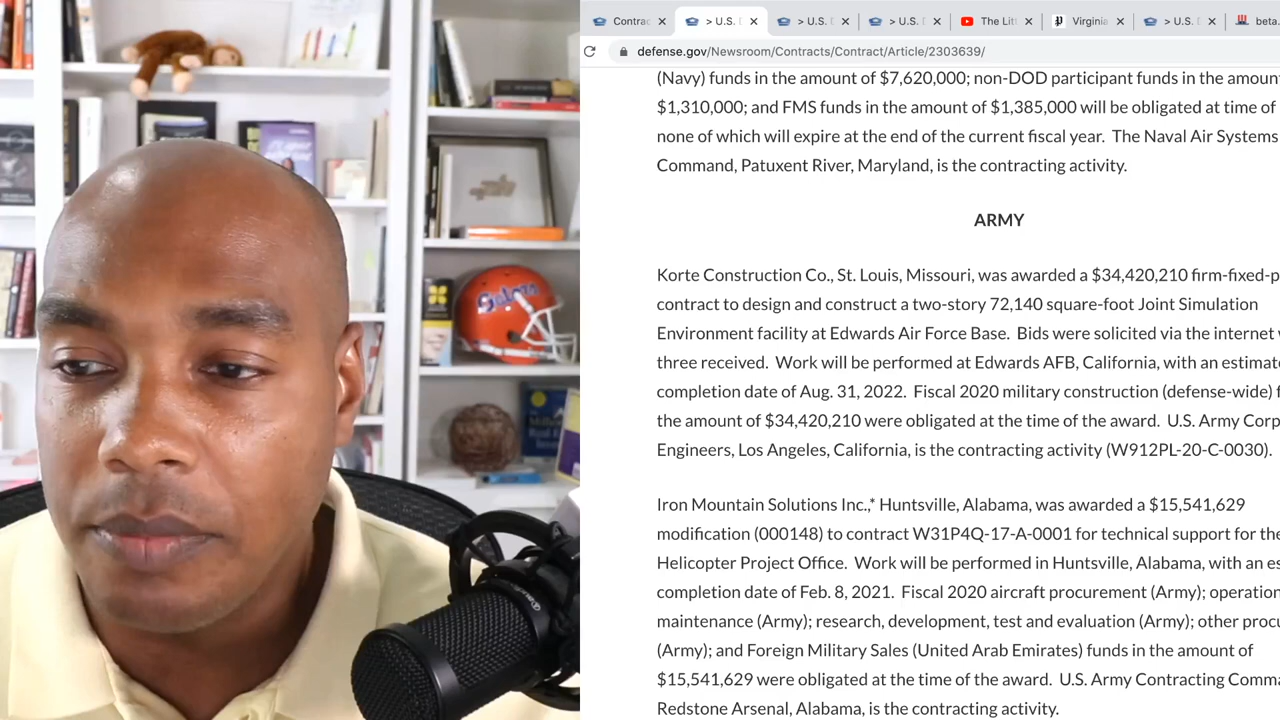 Contrac
> U.S. D
> U.S. D
> U.S. D
The Litt
Virginia
> U.S. D
beta.
defense.gov/Newsroom/Contracts/Contract/Article/2303639/
(Navy) funds in the amount of $7,620,000; non-DOD participant funds in the amoun
$1,310,000; and FMS funds in the amount of $1,385,000 will be obligated at time of
none of which will expire at the end of the current fiscal year. The Naval Air Systems
Command, Patuxent River, Maryland, is the contracting activity.
ARMY
Korte Construction Co., St. Louis, Missouri, was awarded a $34,420,210 firm-fixed-p
contract to design and construct a two-story 72,140 square-foot Joint Simulation
Environment facility at Edwards Air Force Base. Bids were solicited via the internet
three received. Work will be performed at Edwards AFB, California, with an estimate
completion date of Aug. 31, 2022. Fiscal 2020 military construction (defense-wide) f
the amount of $34,420,210 were obligated at the time of the award. U.S. Army Corp
Engineers, Los Angeles, California, is the contracting activity (W912PL-20-C-0030).
Iron Mountain Solutions Inc.,* Huntsville, Alabama, was awarded a $15,541,629
modification (000148) to contract W31P4Q-17-A-0001 for technical support for the
Helicopter Project Office. Work will be performed in Huntsville, Alabama, with an es
completion date of Feb. 8, 2021. Fiscal 2020 aircraft procurement (Army); operation
maintenance (Army); research, development, test and evaluation (Army); other procu
(Army); and Foreign Military Sales (United Arab Emirates) funds in the amount of
$15,541,629 were obligated at the time of the award. U.S. Army Contracting Comma
Redstone Arsenal, Alabama, is the contracting activity.
Gators